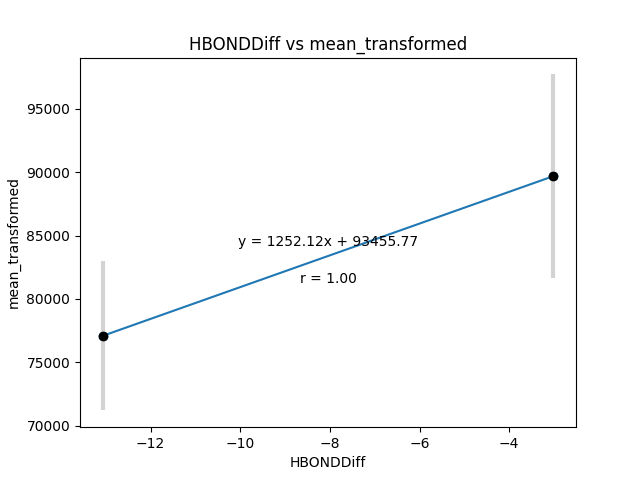 HBONDDiff vs mean_transformed
mean_transformed
95000
90000
85000
80000
75000
70000
y = 1252.12x + 93455.77
r = 1.00
−12
−10
−8
−6
−4
HBONDDiff